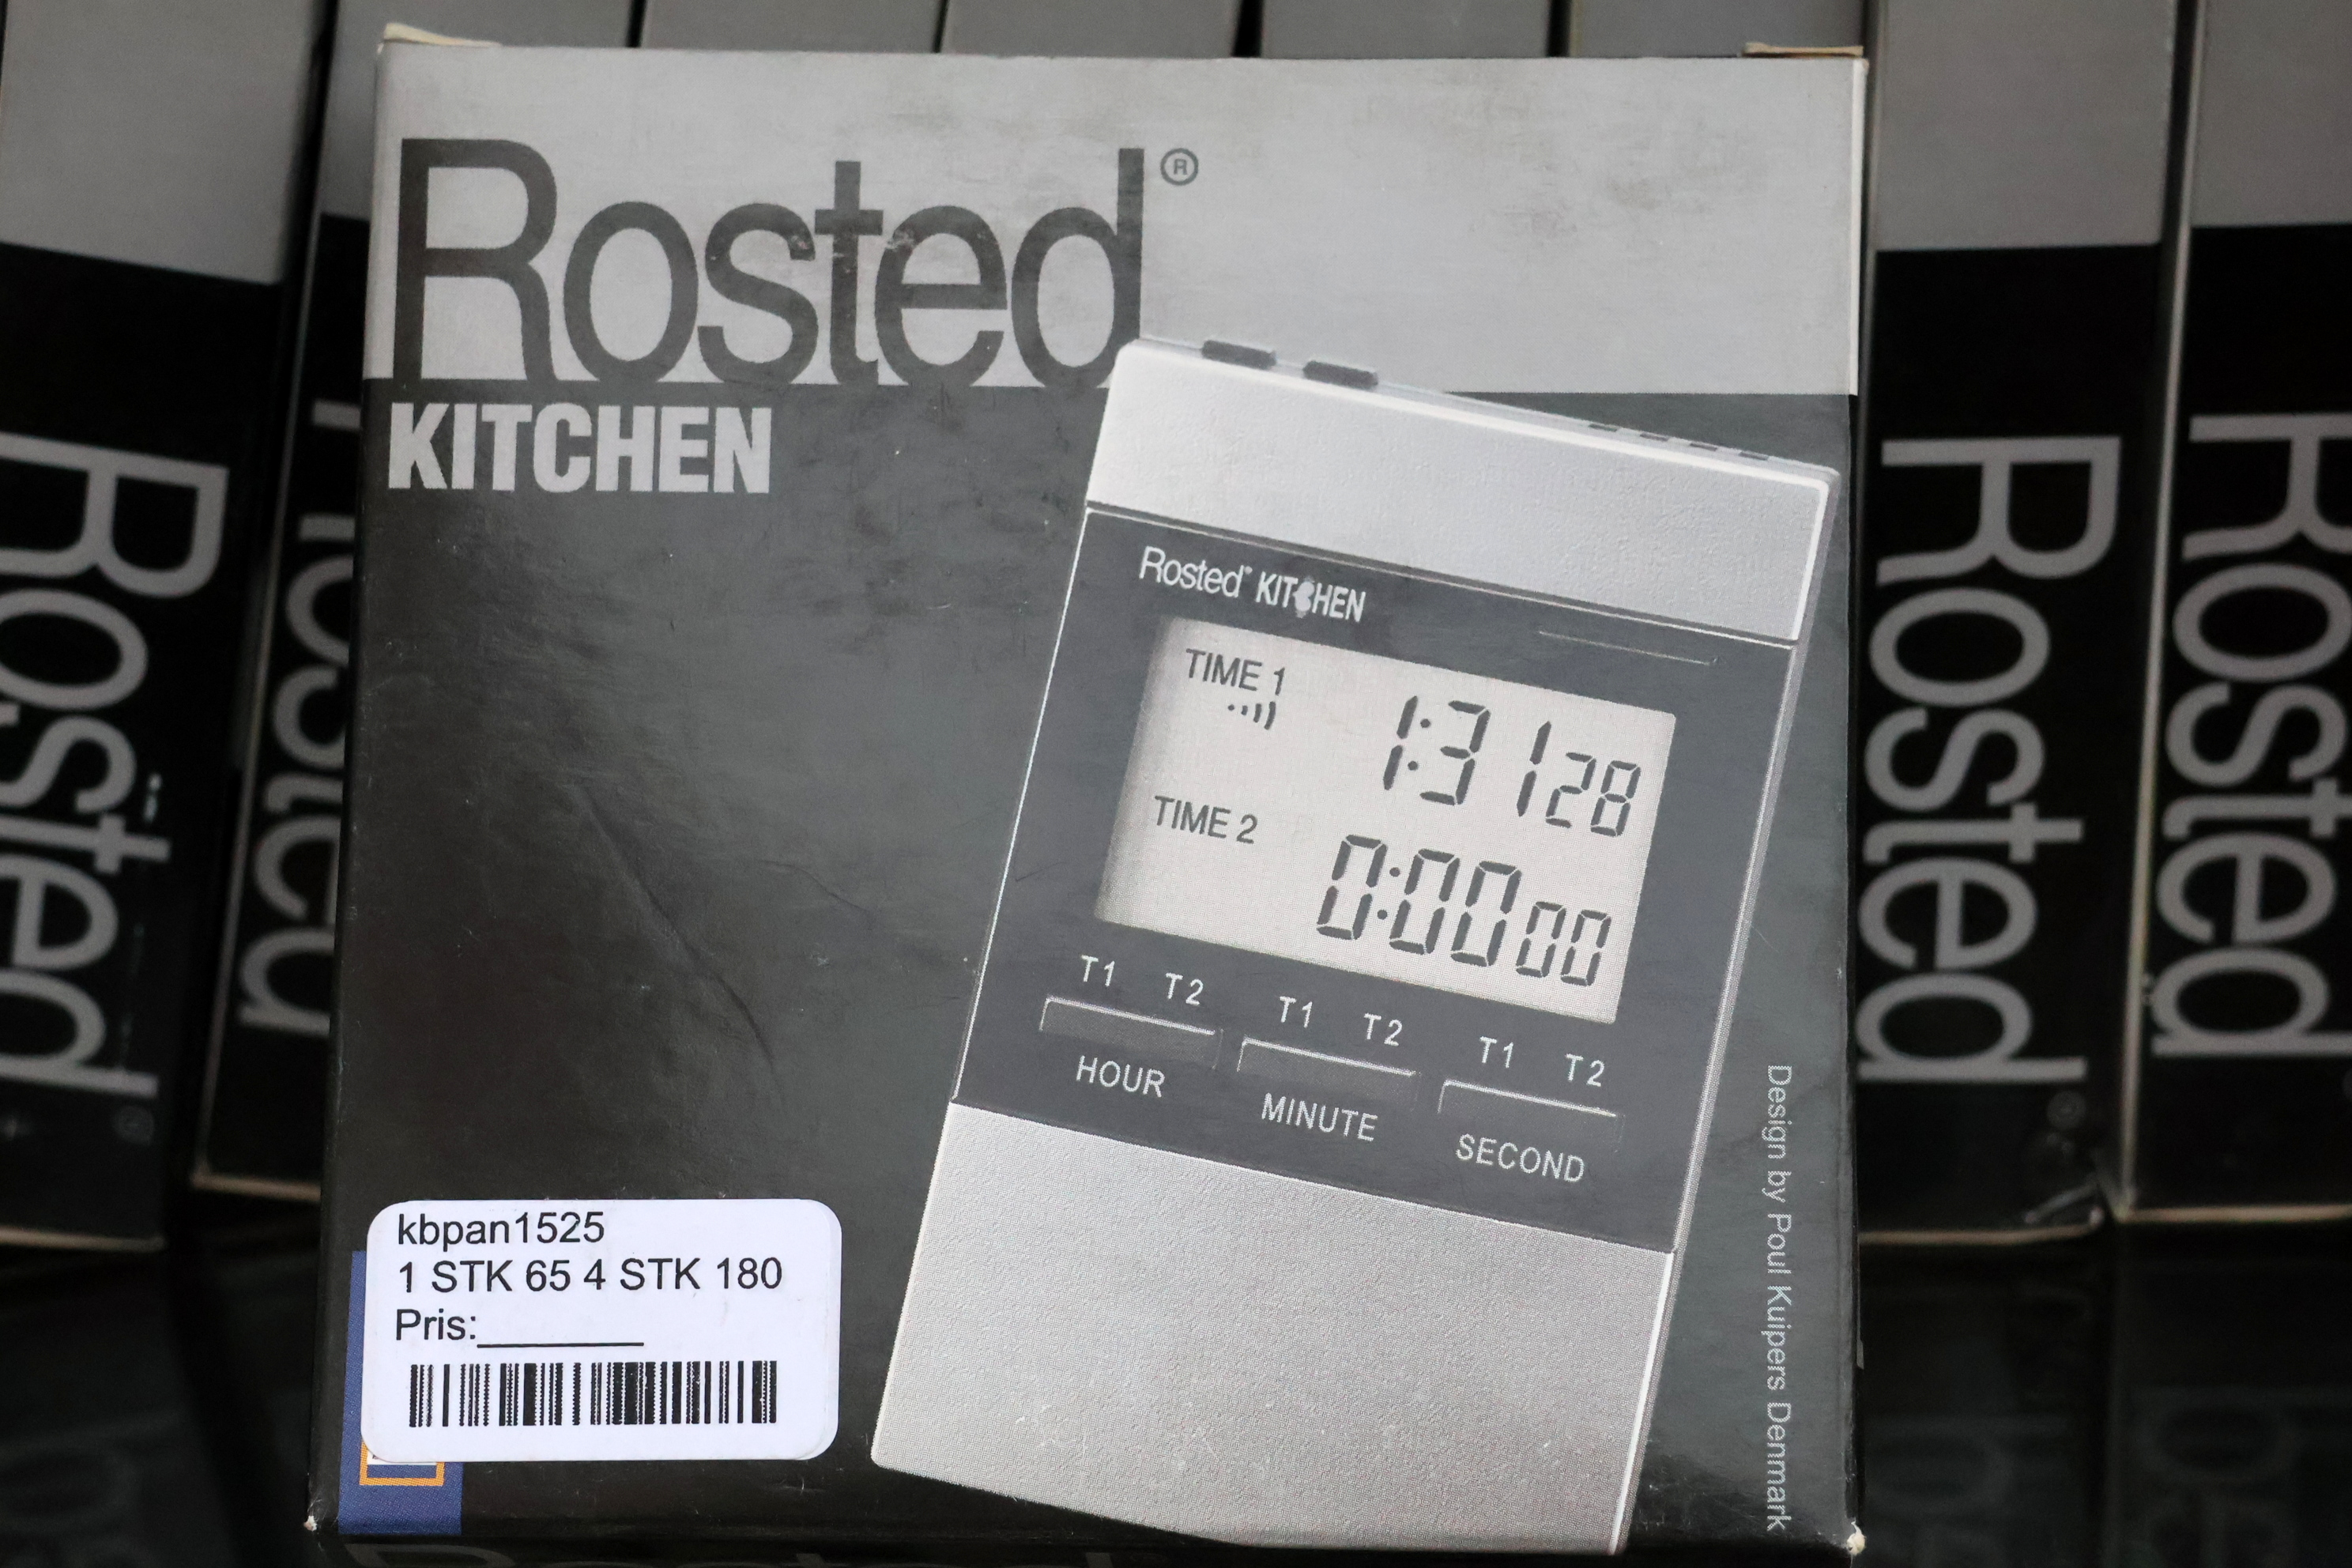 Rosted®
KITCHEN
Rosted® KITCHEN
TIME 1
1:31 28
TIME 2
0:00 00
T1 T2 T1 T2 T1 T2
HOUR MINUTE SECOND
Design by Poul Kuipers Denmark
kbpan1525
1 STK 65 4 STK 180
Pris:________
Rosted
Rosted
Rosted
Rosted